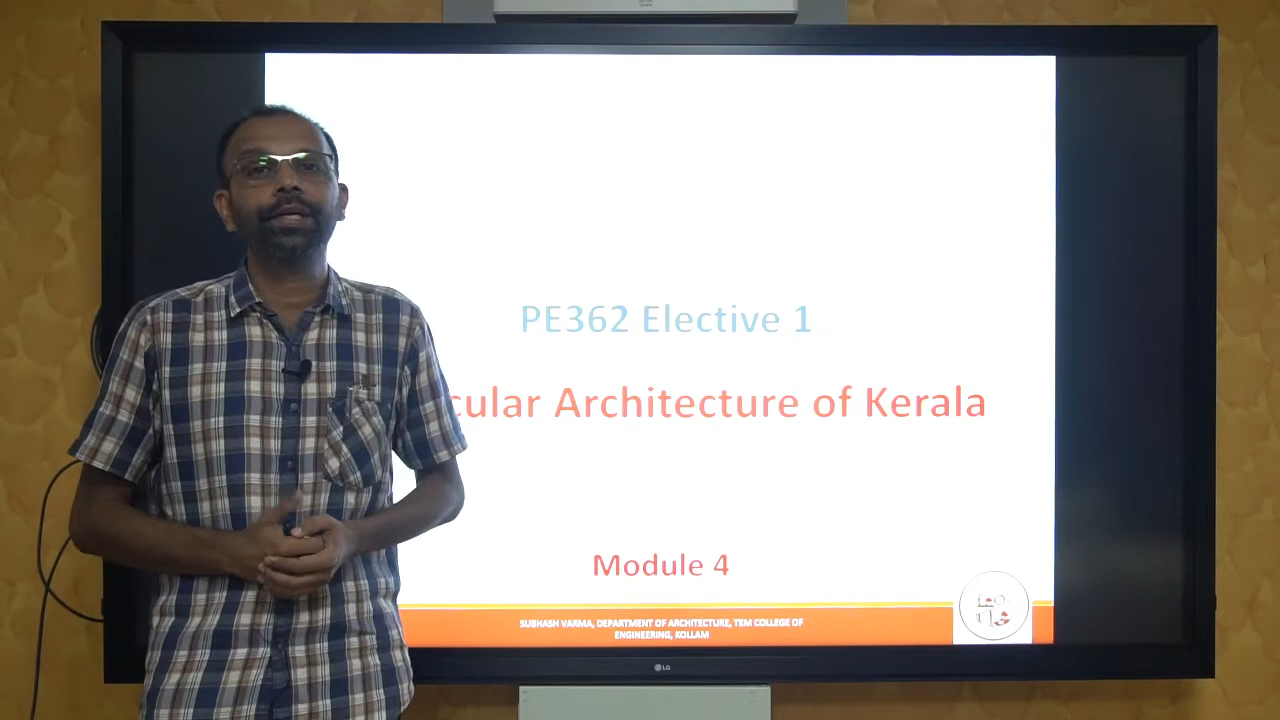 PE362 Elective 1
cular Architecture of Kerala
Module 4
SUBHASH VARMA, DEPARTMENT OF ARCHITECTURE, TKM COLLEGE OF
ENGINEERING, KOLLAM
LG